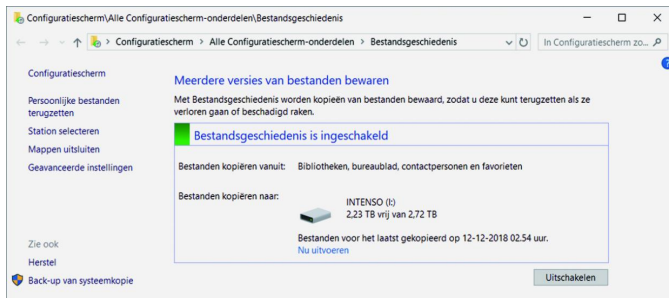 Configuratiescherm\Alle Configuratiescherm-onderdelen\Bestandsgeschiedenis
Configuratiescherm > Alle Configuratiescherm-onderdelen > Bestandsgeschiedenis
In Configuratiescherm zo...
Configuratiescherm
Persoonlijke bestanden
terugzetten
Station selecteren
Mappen uitsluiten
Geavanceerde instellingen
Meerdere versies van bestanden bewaren
Met Bestandsgeschiedenis worden kopieën van bestanden bewaard, zodat u deze kunt terugzetten als ze
verloren gaan of beschadigd raken.
Bestandsgeschiedenis is ingeschakeld
Bestanden kopiëren vanuit: Bibliotheken, bureaublad, contactpersonen en favorieten
Bestanden kopiëren naar:
INTENSO (I:)
2,23 TB vrij van 2,72 TB
Bestanden voor het laatst gekopieerd op 12-12-2018 02.54 uur.
Nu uitvoeren
Uitschakelen
Zie ook
Herstel
Back-up van systeemkopie